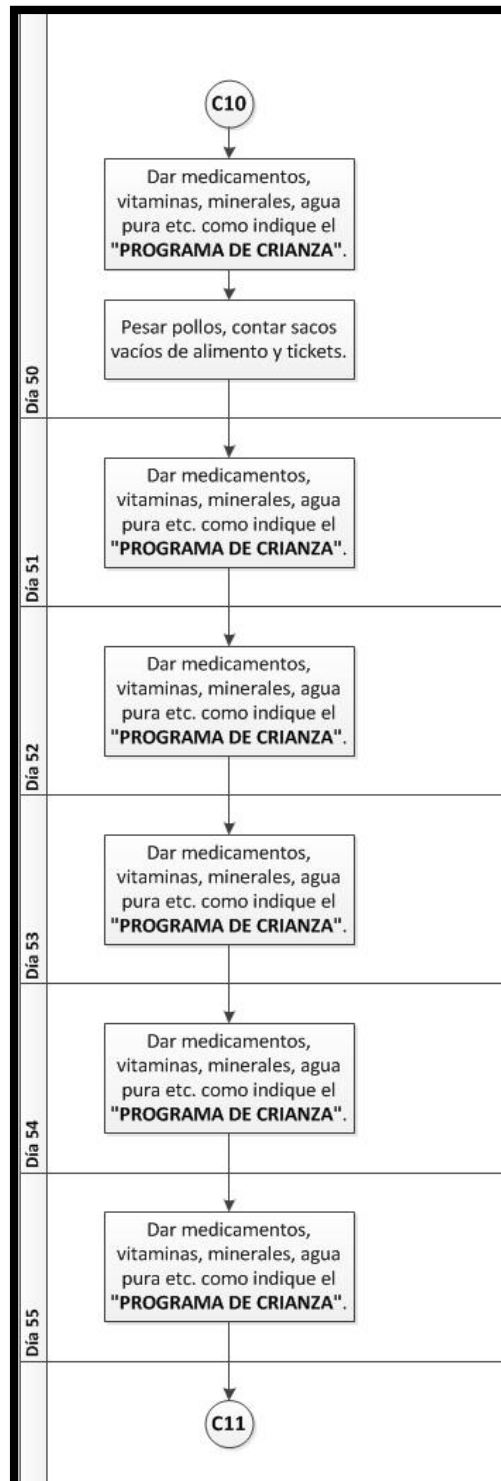 C10
Dar medicamentos,
vitaminas, minerales, agua
pura etc. como indique el
"PROGRAMA DE CRIANZA".
Pesar pollos, contar sacos
vacíos de alimento y tickets.
Día 50
Dar medicamentos,
vitaminas, minerales, agua
pura etc. como indique el
"PROGRAMA DE CRIANZA".
Día 51
Dar medicamentos,
vitaminas, minerales, agua
pura etc. como indique el
"PROGRAMA DE CRIANZA".
Día 52
Dar medicamentos,
vitaminas, minerales, agua
pura etc. como indique el
"PROGRAMA DE CRIANZA".
Día 53
Dar medicamentos,
vitaminas, minerales, agua
pura etc. como indique el
"PROGRAMA DE CRIANZA".
Día 54
Dar medicamentos,
vitaminas, minerales, agua
pura etc. como indique el
"PROGRAMA DE CRIANZA".
Día 55
C11